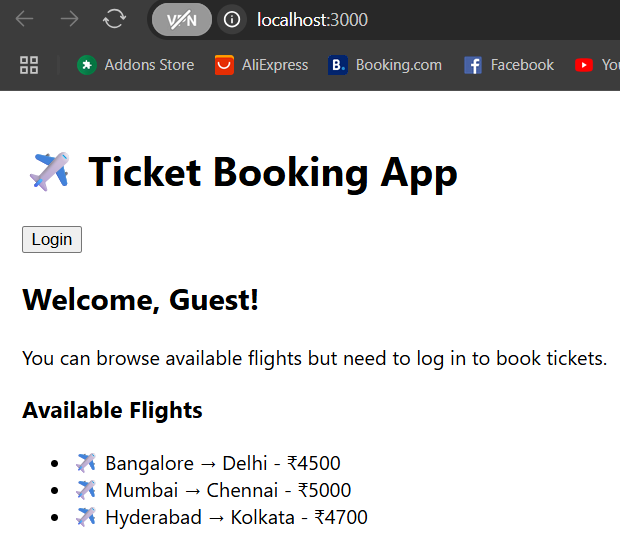 VPN localhost:3000
Addons Store AliExpress B. Booking.com f Facebook You
✈️ Ticket Booking App
Login
Welcome, Guest!
You can browse available flights but need to log in to book tickets.
Available Flights
• ✈️ Bangalore → Delhi - ₹4500
• ✈️ Mumbai → Chennai - ₹5000
• ✈️ Hyderabad → Kolkata - ₹4700